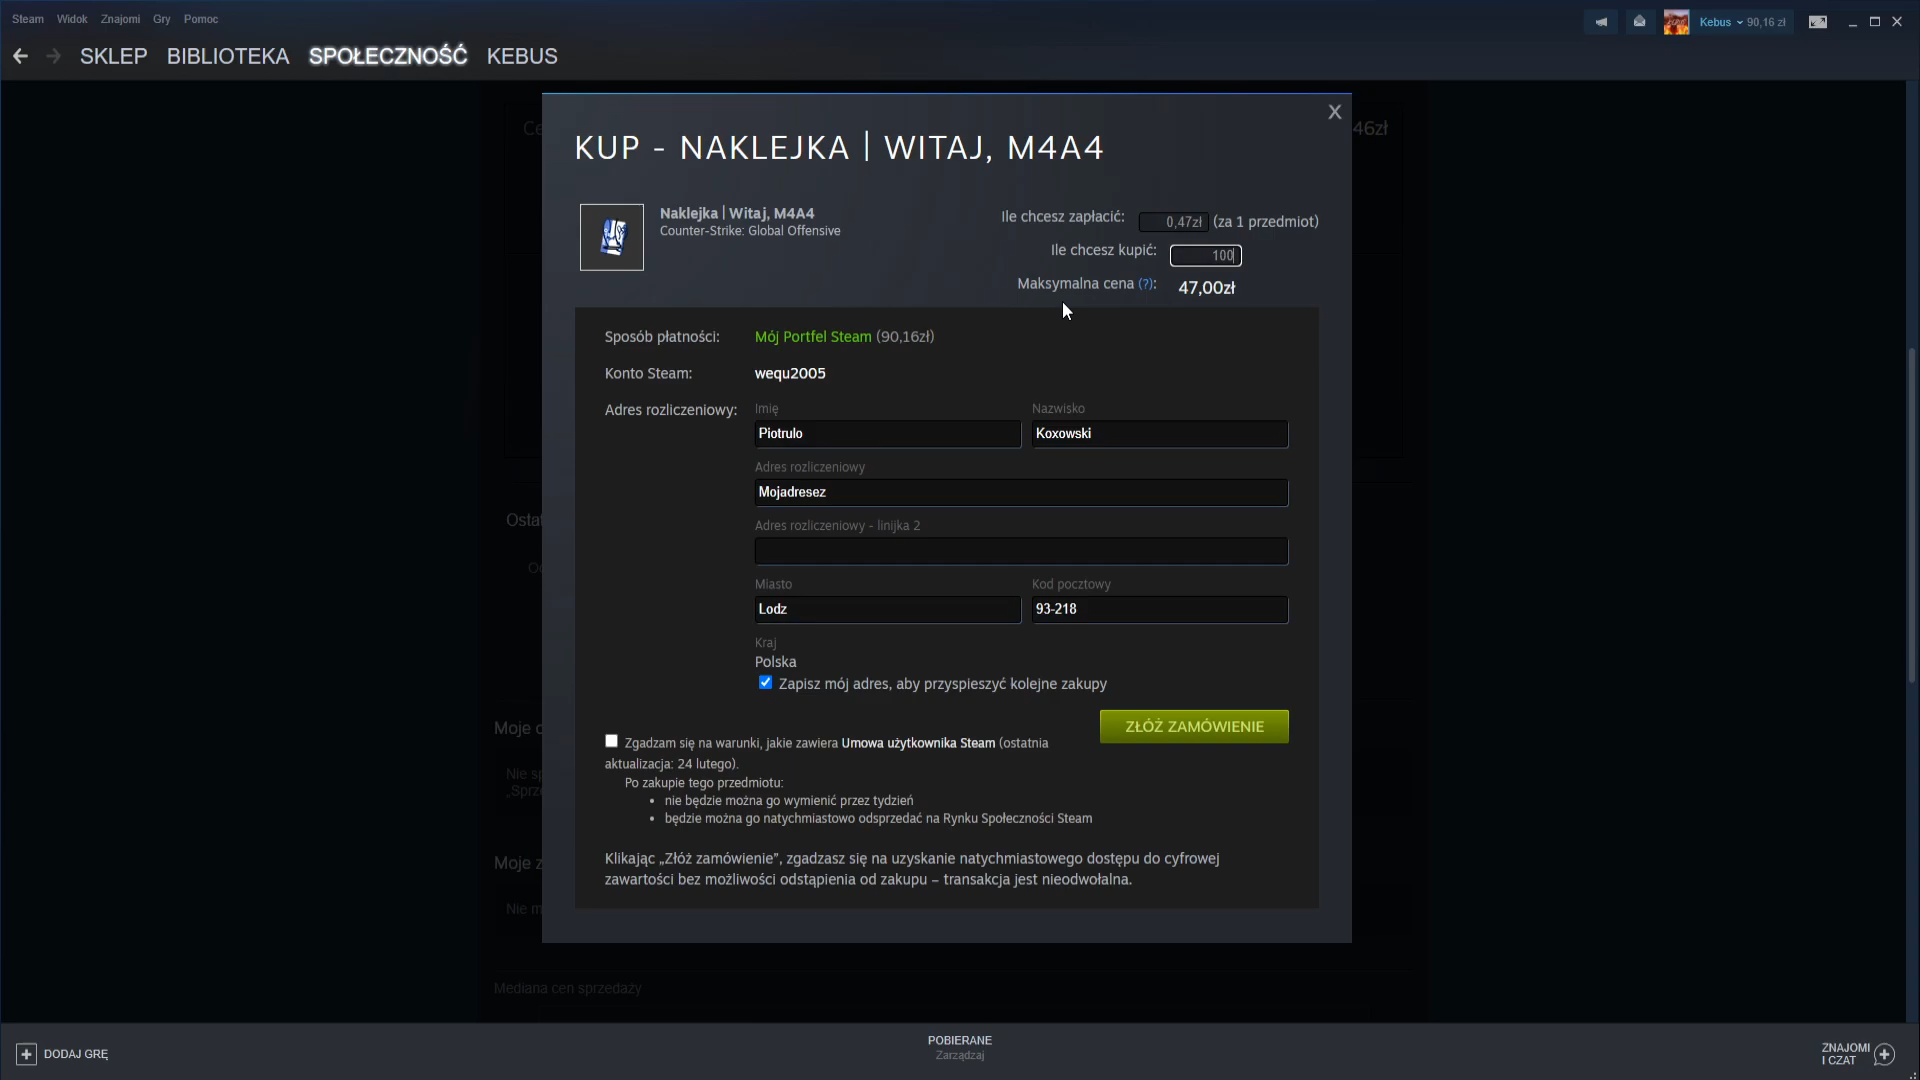 Steam Widok Znajomi Gry Pomoc
Kebus 90,16 zł
SKLEP BIBLIOTEKA SPOŁECZNOŚĆ KEBUS
46zł
KUP - NAKLEJKA | WITAJ, M4A4
X
Naklejka | Witaj, M4A4
Counter-Strike: Global Offensive
Ile chcesz zapłacić: 0,47zł (za 1 przedmiot)
Ile chcesz kupić: 100
Maksymalna cena (?): 47,00zł
Sposób płatności: Mój Portfel Steam (90,16zł)
Konto Steam: wequ2005
Adres rozliczeniowy: Imię Nazwisko
Piotrulo Koxowski
Adres rozliczeniowy
Mojadresez
Adres rozliczeniowy - linijka 2
Miasto Kod pocztowy
Lodz 93-218
Kraj
Polska
Zapisz mój adres, aby przyspieszyć kolejne zakupy
ZŁÓŻ ZAMÓWIENIE
Zgadzam się na warunki, jakie zawiera Umowa użytkownika Steam (ostatnia
aktualizacja: 24 lutego).
Po zakupie tego przedmiotu:
• nie będzie można go wymienić przez tydzień
• będzie można go natychmiastowo odsprzedać na Rynku Społeczności Steam
Klikając „Złóż zamówienie”, zgadzasz się na uzyskanie natychmiastowego dostępu do cyfrowej
zawartości bez możliwości odstąpienia od zakupu – transakcja jest nieodwołalna.
Moje
Moje
Mediana cen sprzedaży
DODAJ GRĘ
POBIERANE
Zarządzaj
ZNAJOMI
I CZAT